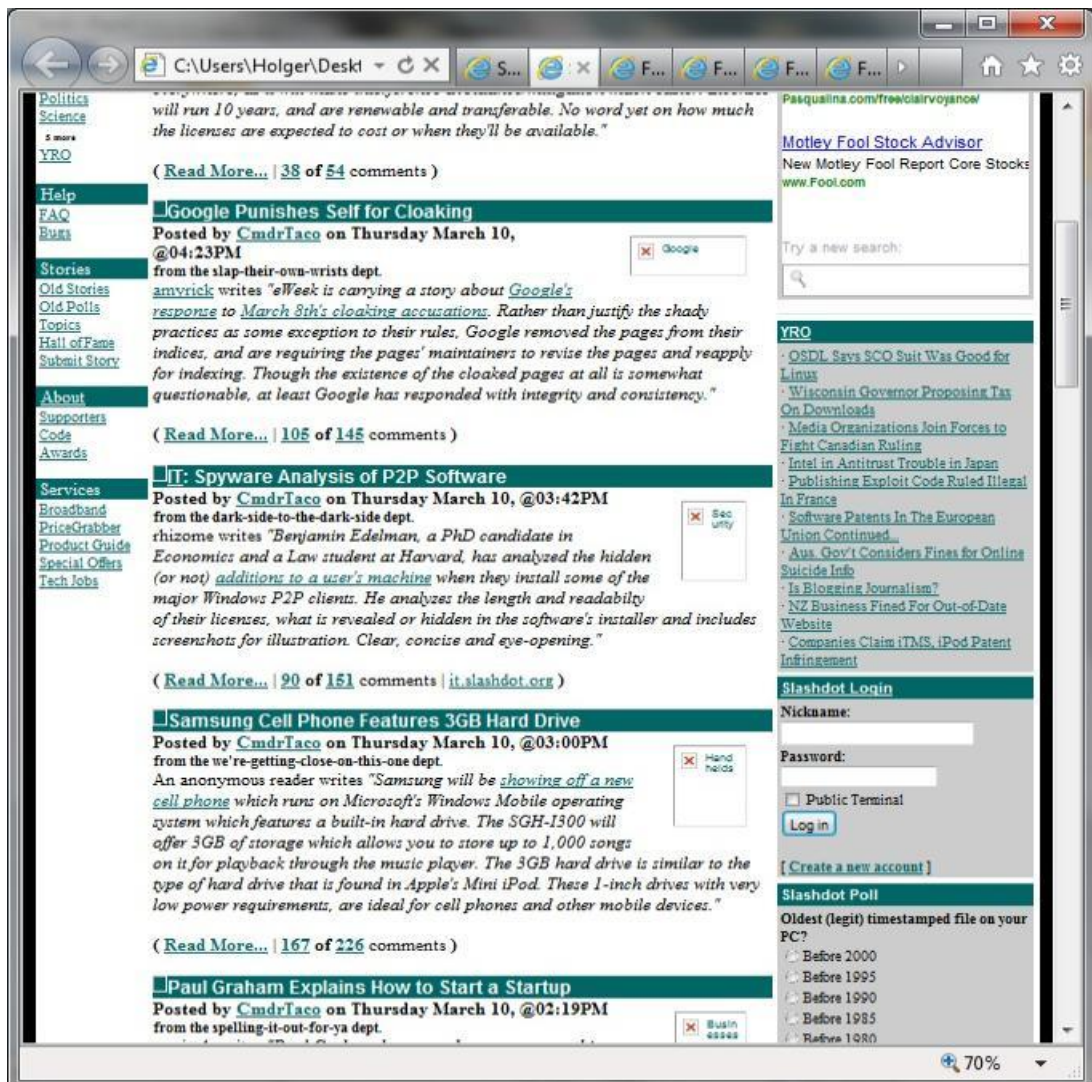 C:\Users\Holger\Deskt
S...
F...
F...
F...
F...
Politics
Science
5 more
YRO
Help
FAQ
Bugs
Stories
Old Stories
Old Polls
Topics
Hall of Fame
Submit Story
About
Supporters
Code
Awards
Services
Broadband
PriceGrabber
Product Guide
Special Offers
Tech Jobs
will run 10 years, and are renewable and transferable. No word yet on how much
the licenses are expected to cost or when they'll be available."
( Read More... | 38 of 54 comments )
Google Punishes Self for Cloaking
Posted by CmdrTaco on Thursday March 10,
@04:23PM
from the slap-their-own-wrists dept.
Google
amyrick writes "eWeek is carrying a story about Google's
response to March 8th's cloaking accusations. Rather than justify the shady
practices as some exception to their rules, Google removed the pages from their
indices, and are requiring the pages' maintainers to revise the pages and reapply
for indexing. Though the existence of the cloaked pages at all is somewhat
questionable, at least Google has responded with integrity and consistency."
( Read More... | 105 of 145 comments )
IT: Spyware Analysis of P2P Software
Posted by CmdrTaco on Thursday March 10, @03:42PM
from the dark-side-to-the-dark-side dept.
Sec
urity
rhizome writes "Benjamin Edelman, a PhD candidate in
Economics and a Law student at Harvard, has analyzed the hidden
(or not) additions to a user's machine when they install some of the
major Windows P2P clients. He analyzes the length and readabilty
of their licenses, what is revealed or hidden in the software's installer and includes
screenshots for illustration. Clear, concise and eye-opening."
( Read More... | 90 of 151 comments | it.slashdot.org )
Samsung Cell Phone Features 3GB Hard Drive
Posted by CmdrTaco on Thursday March 10, @03:00PM
from the we're-getting-close-on-this-one dept.
Hand
helds
An anonymous reader writes "Samsung will be showing off a new
cell phone which runs on Microsoft's Windows Mobile operating
system which features a built-in hard drive. The SGH-I300 will
offer 3GB of storage which allows you to store up to 1,000 songs
on it for playback through the music player. The 3GB hard drive is similar to the
type of hard drive that is found in Apple's Mini iPod. These 1-inch drives with very
low power requirements, are ideal for cell phones and other mobile devices."
( Read More... | 167 of 226 comments )
Paul Graham Explains How to Start a Startup
Posted by CmdrTaco on Thursday March 10, @02:19PM
from the spelling-it-out-for-ya dept.
Busin
esses
Pasqualina.com/free/clairvoyance/
Motley Fool Stock Advisor
New Motley Fool Report Core Stocks
www.Fool.com
Try a new search:
YRO
· OSDL Says SCO Suit Was Good for
Linux
· Wisconsin Governor Proposing Tax
On Downloads
· Media Organizations Join Forces to
Fight Canadian Ruling
· Intel in Antitrust Trouble in Japan
· Publishing Exploit Code Ruled Illegal
In France
· Software Patents In The European
Union Continued...
· Aus. Gov't Considers Fines for Online
Suicide Info
· Is Blogging Journalism?
· NZ Business Fined For Out-of-Date
Website
· Companies Claim iTMS, iPod Patent
Infringement
Slashdot Login
Nickname:
Password:
Public Terminal
Log in
[ Create a new account ]
Slashdot Poll
Oldest (legit) timestamped file on your
PC?
Before 2000
Before 1995
Before 1990
Before 1985
Before 1980
70%